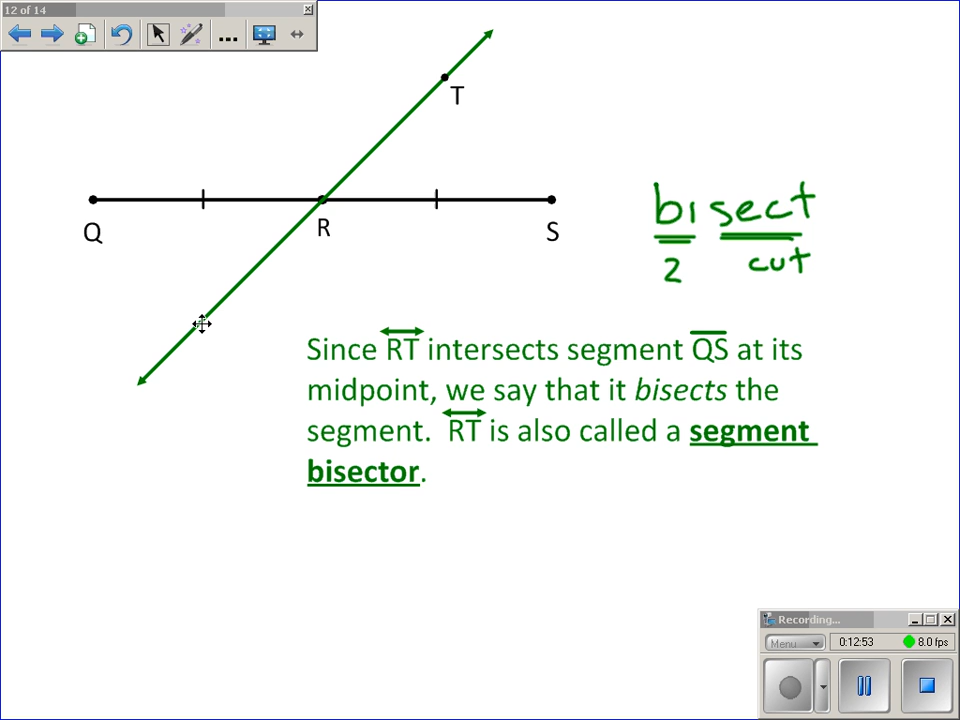 12 of 14
T
Q
R
S
bisect
2 cut
Since RT intersects segment QS at its
midpoint, we say that it bisects the
segment. RT is also called a segment
bisector.
Recording...
Menu
0:12:53
8.0 fps